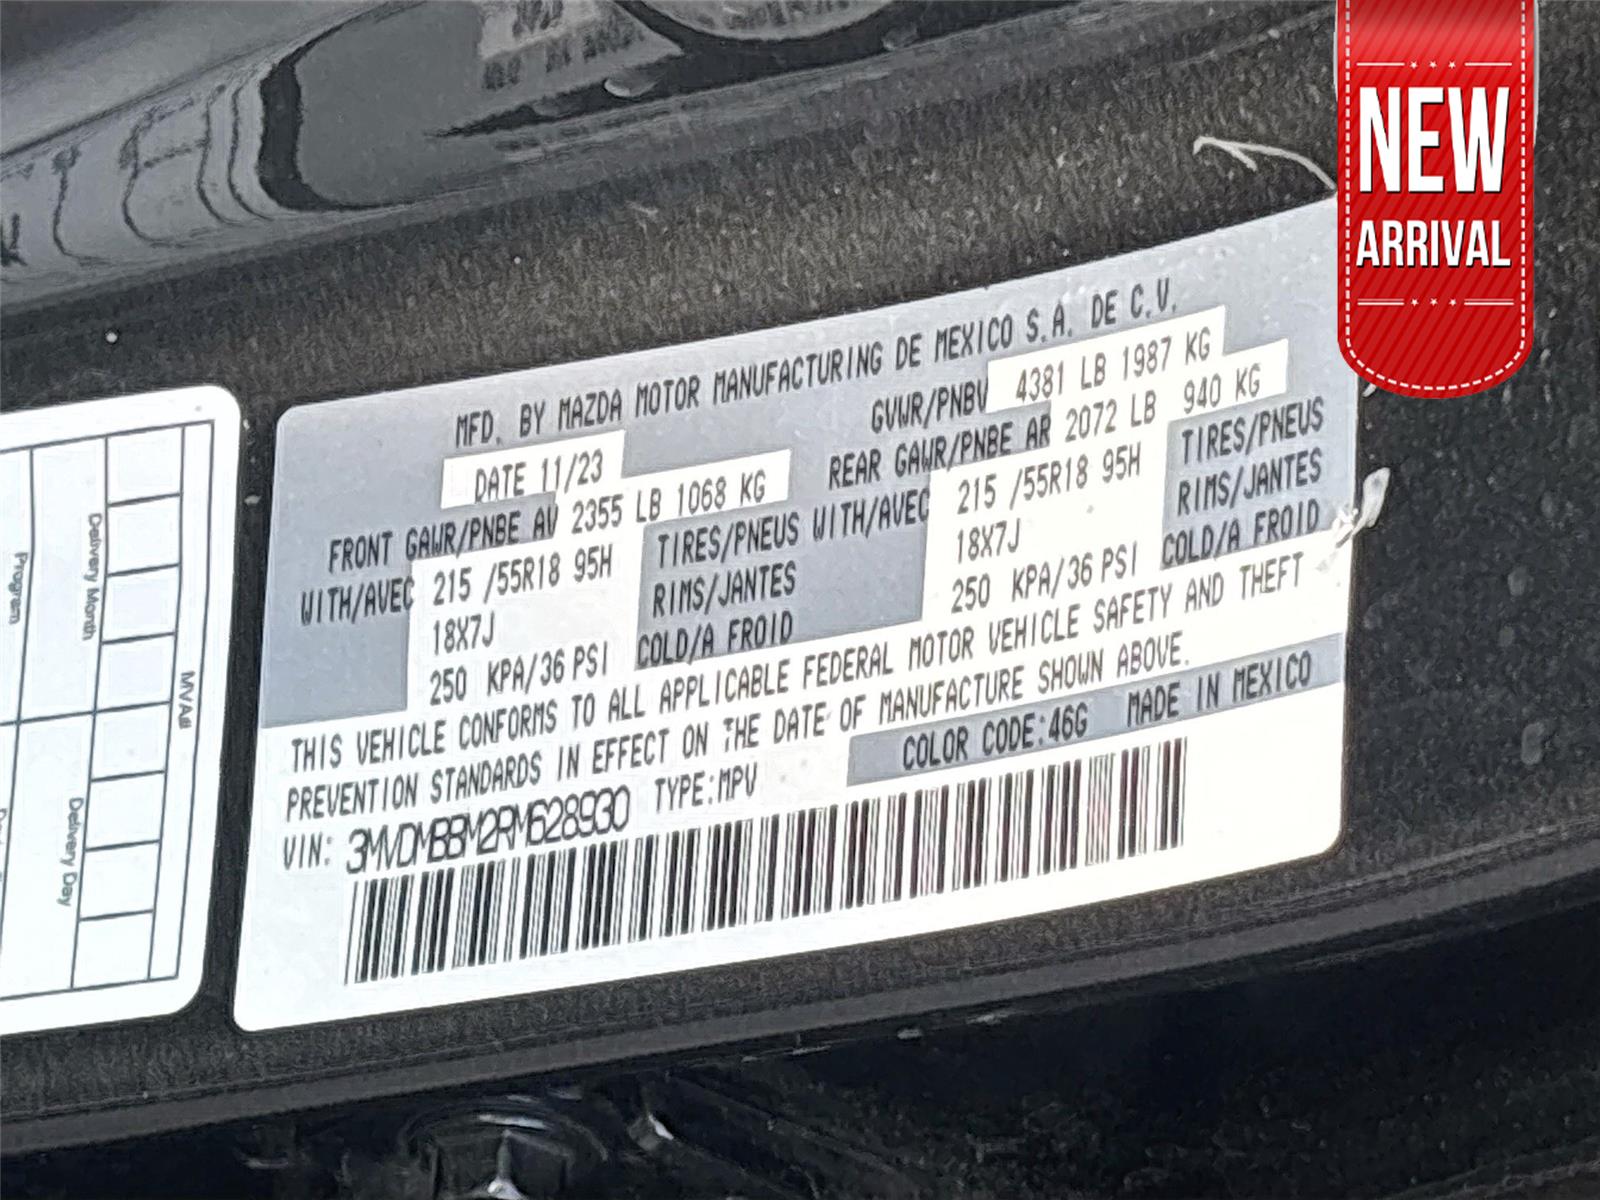 NEW
ARRIVAL
MFD. BY MAZDA MOTOR MANUFACTURING DE MEXICO S.A. DE C.V.
DATE 11/23
GVWR/PNBV 4381 LB 1987 KG
FRONT GAWR/PNBE AV 2355 LB 1068 KG
REAR GAWR/PNBE AR 2072 LB 940 KG
WITH/AVEC 215 /55R18 95H TIRES/PNEUS
18X7J RIMS/JANTES
250 KPA/36 PSI COLD/A FROID
WITH/AVEC 215 /55R18 95H TIRES/PNEUS
18X7J RIMS/JANTES
250 KPA/36 PSI COLD/A FROID
THIS VEHICLE CONFORMS TO ALL APPLICABLE FEDERAL MOTOR VEHICLE SAFETY AND THEFT
PREVENTION STANDARDS IN EFFECT ON THE DATE OF MANUFACTURE SHOWN ABOVE.
VIN: 3MVDMBBM2RM628930 TYPE:MPV
COLOR CODE:46G MADE IN MEXICO
MVA#
Delivery Month
Delivery Day
Program